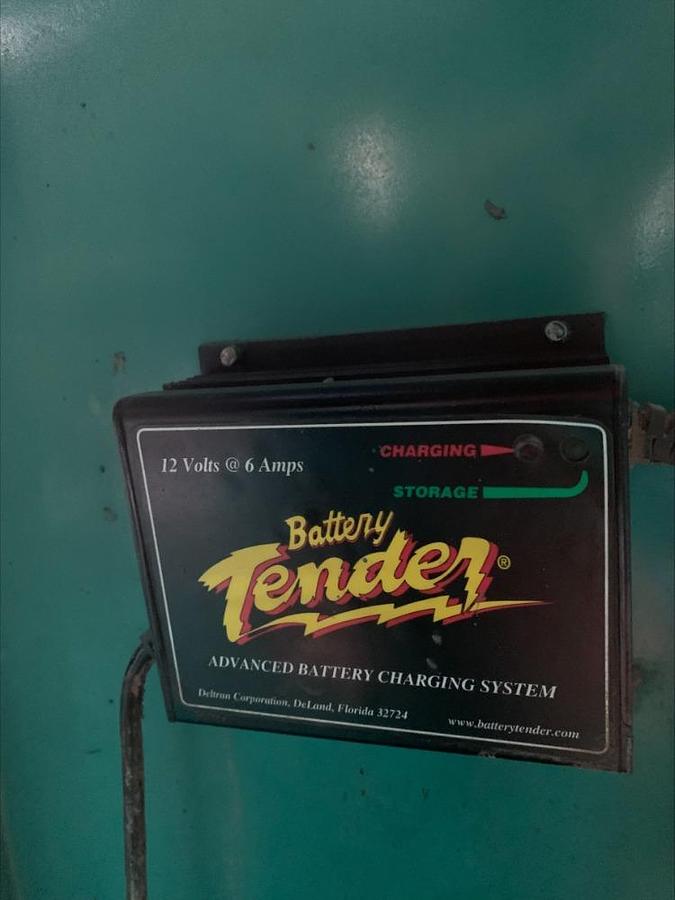 12 Volts @ 6 Amps
CHARGING
STORAGE
Battery
Tender®
ADVANCED BATTERY CHARGING SYSTEM
Deltran Corporation, DeLand, Florida 32724
www.batterytender.com